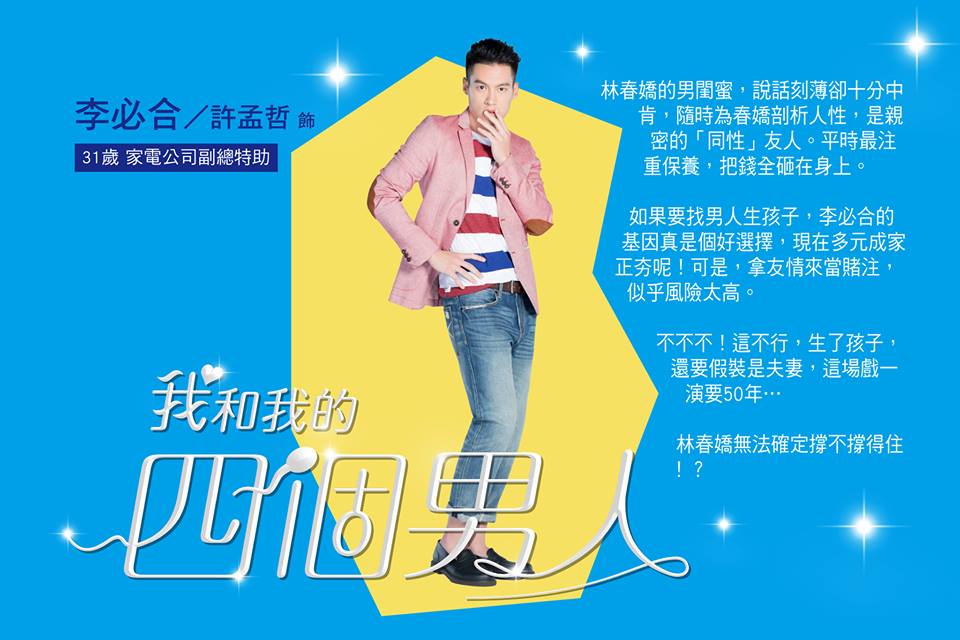 李必合／許孟哲 飾
31歲 家電公司副總特助
林春嬌的男閨蜜，說話刻薄卻十分中
肯，隨時為春嬌剖析人性，是親
密的「同性」友人。平時最注
重保養，把錢全砸在身上。
如果要找男人生孩子，李必合的
基因真是個好選擇，現在多元成家
正夯呢！可是，拿友情來當賭注，
似乎風險太高。
不不不！這不行，生了孩子，
還要假裝是夫妻，這場戲一
演要50年…
林春嬌無法確定撐不撐得住
！？
我和我的
四個男人